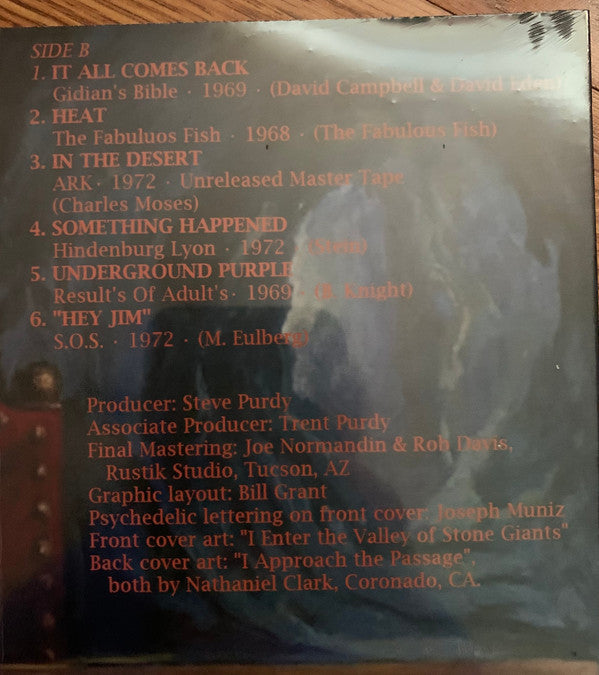 SIDE B
1. IT ALL COMES BACK
Gidian's Bible · 1969 · (David Campbell & David
2. HEAT
The Fabuluos Fish · 1968 · (The Fabulous Fish)
3. IN THE DESERT
ARK · 1972 · Unreleased Master Tape
(Charles Moses)
4. SOMETHING HAPPENED
Hindenburg Lyon · 1972 ·
5. UNDERGROUND PURPLE
Result's Of Adult's · 1969 · Knight)
6. "HEY JIM"
S.O.S. · 1972 · (M. Eulberg)
Producer: Steve Purdy
Associate Producer: Trent Purdy
Final Mastering: Joe Normandin & Rob Davis,
Rustik Studio, Tucson, AZ
Graphic layout: Bill Grant
Psychedelic lettering on front cover: Joseph Muniz
Front cover art: "I Enter the Valley of Stone Giants"
Back cover art: "I Approach the Passage",
both by Nathaniel Clark, Coronado, CA.